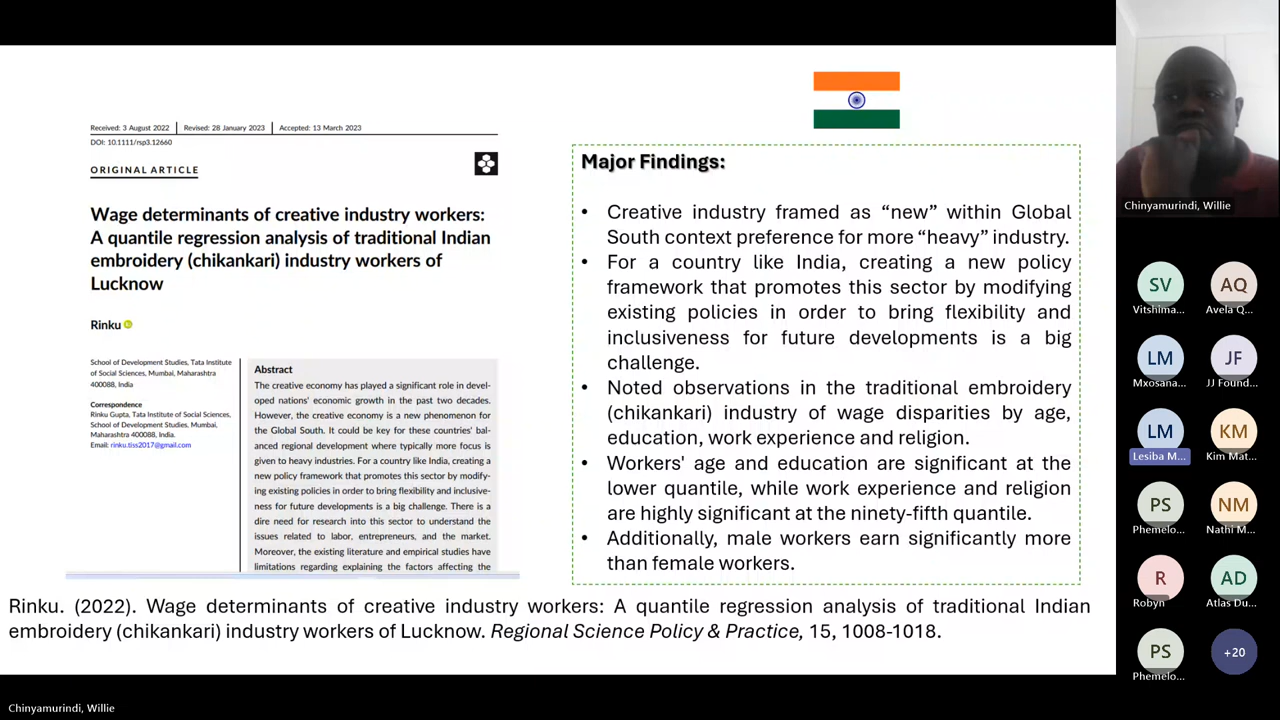 Received: 3 August 2022 | Revised: 28 January 2023 | Accepted: 13 March 2023
DOI: 10.1111/rsp3.12660
ORIGINAL ARTICLE
Wage determinants of creative industry workers:
A quantile regression analysis of traditional Indian
embroidery (chikankari) industry workers of
Lucknow
Rinku
School of Development Studies, Tata Institute
of Social Sciences, Mumbai, Maharashtra
400088, India
Correspondence
Rinku Gupta, Tata Institute of Social Sciences,
School of Development Studies, Mumbai,
Maharashtra 400088, India.
Email: rinku.tiss2017@gmail.com
Abstract
The creative economy has played a significant role in devel-
oped nations' economic growth in the past two decades.
However, the creative economy is a new phenomenon for
the Global South. It could be key for these countries' bal-
anced regional development where typically more focus is
given to heavy industries. For a country like India, creating a
new policy framework that promotes this sector by modify-
ing existing policies in order to bring flexibility and inclusive-
ness for future developments is a big challenge. There is a
dire need for research into this sector to understand the
issues related to labor, entrepreneurs, and the market.
Moreover, the existing literature and empirical studies have
limitations regarding explaining the factors affecting the
Major Findings:
• Creative industry framed as “new” within Global
South context preference for more “heavy” industry.
• For a country like India, creating a new policy
framework that promotes this sector by modifying
existing policies in order to bring flexibility and
inclusiveness for future developments is a big
challenge.
• Noted observations in the traditional embroidery
(chikankari) industry of wage disparities by age,
education, work experience and religion.
• Workers' age and education are significant at the
lower quantile, while work experience and religion
are highly significant at the ninety-fifth quantile.
• Additionally, male workers earn significantly more
than female workers.
Rinku. (2022). Wage determinants of creative industry workers: A quantile regression analysis of traditional Indian
embroidery (chikankari) industry workers of Lucknow. Regional Science Policy & Practice, 15, 1008-1018.
Chinyamurindi, Willie
SV AQ
Vitshima... Avela Q...
LM JF
Mxosana... JJ Found...
LM KM
Lesiba M... Kim Mat...
PS NM
Phemelo... Nathi M...
R AD
Robyn Atlas Du...
PS +20
Phemelo...
Chinyamurindi, Willie